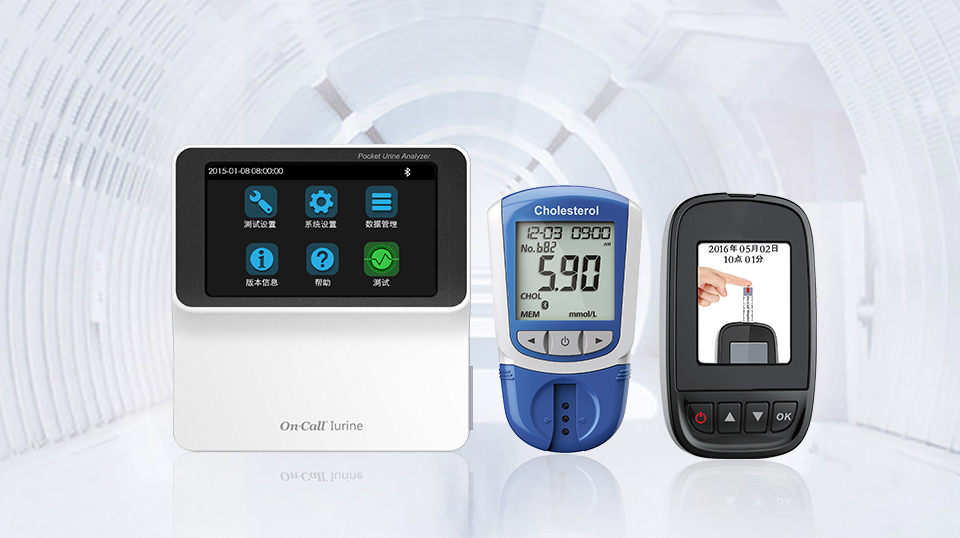 Pocket Urine Analyzer
2015-01-08 08:00:00
测试设置 系统设置 数据管理
版本信息 帮助 测试
On·Call Iurine
Cholesterol
12-03 09:00
AM
No.b82
5.90
CHOL
MEM mmol/L
2016年05月02日
10点01分
OK